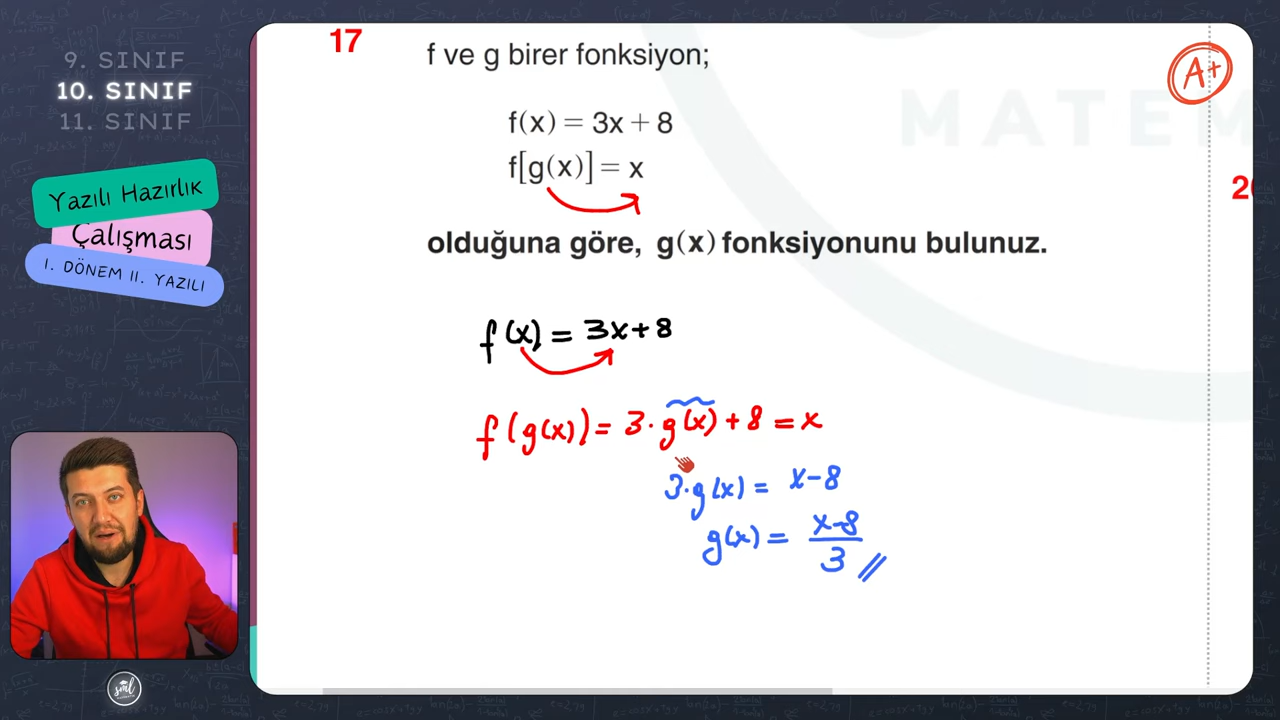 9. SINIF
10. SINIF
11. SINIF
Yazılı Hazırlık
Çalışması
I. DÖNEM II. YAZILI
sml
17
f ve g birer fonksiyon;
f(x) = 3x + 8
f[g(x)] = x
olduğuna göre, g(x) fonksiyonunu bulunuz.
f(x) = 3x+8
f(g(x)) = 3·g(x)+8 = x
3·g(x) = x-8
g(x) = x-8
3 //
A+
MATEM